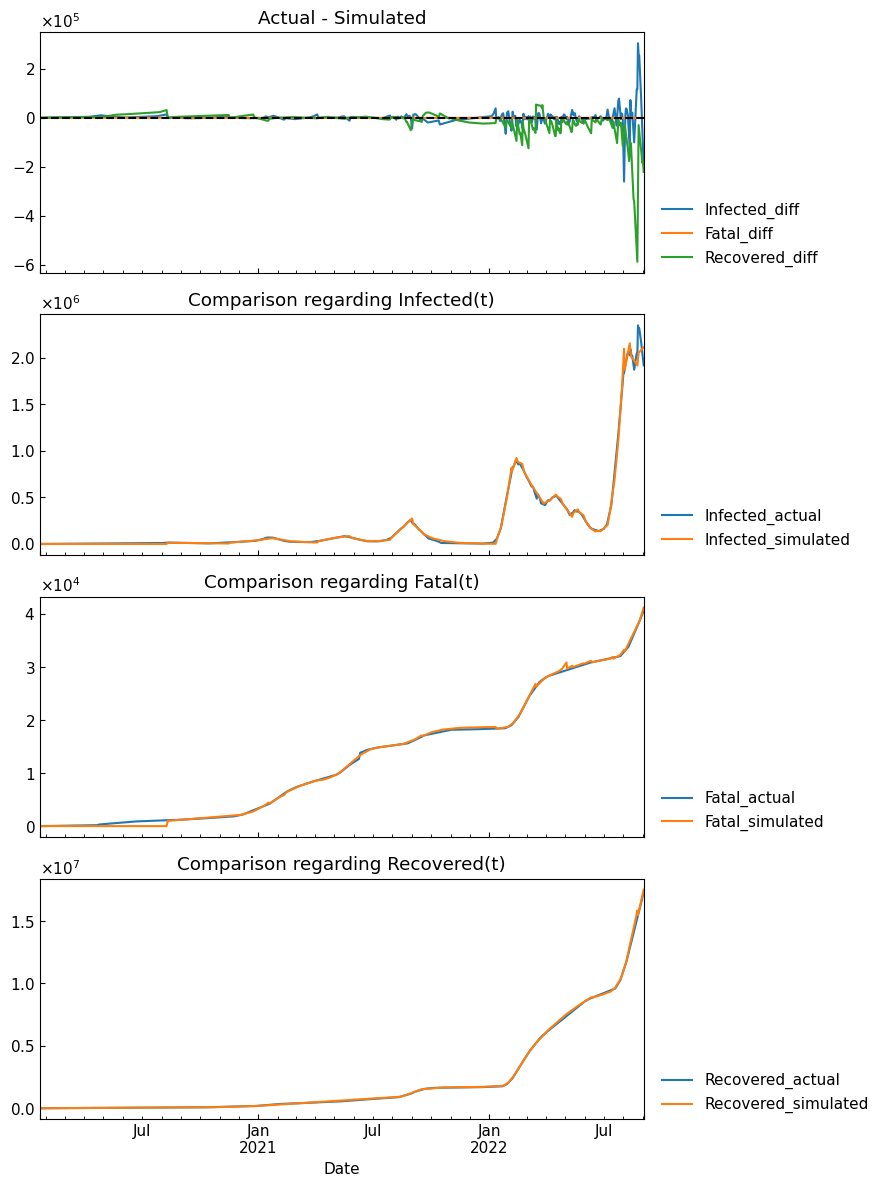 Actual - Simulated
×10⁵
2
0
−2
−4
−6
Infected_diff
Fatal_diff
Recovered_diff
Comparison regarding Infected(t)
×10⁶
2.0
1.5
1.0
0.5
0.0
Infected_actual
Infected_simulated
Comparison regarding Fatal(t)
×10⁴
4
3
2
1
0
Fatal_actual
Fatal_simulated
Comparison regarding Recovered(t)
×10⁷
1.5
1.0
0.5
0.0
Recovered_actual
Recovered_simulated
Jul Jan Jul Jan Jul
2021 2022
Date